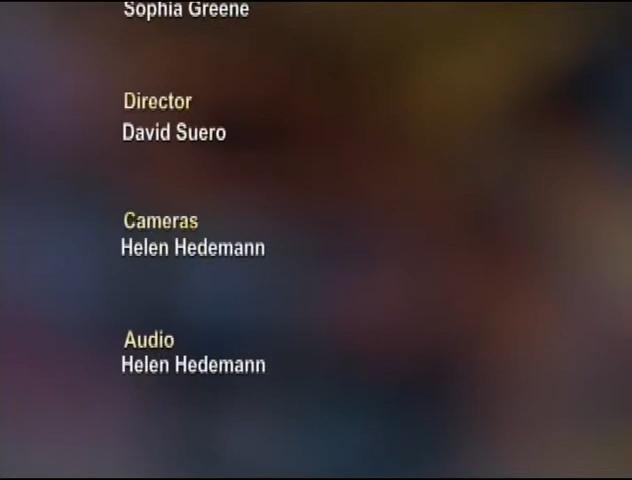 Sophia Greene
Director
David Suero
Cameras
Helen Hedemann
Audio
Helen Hedemann